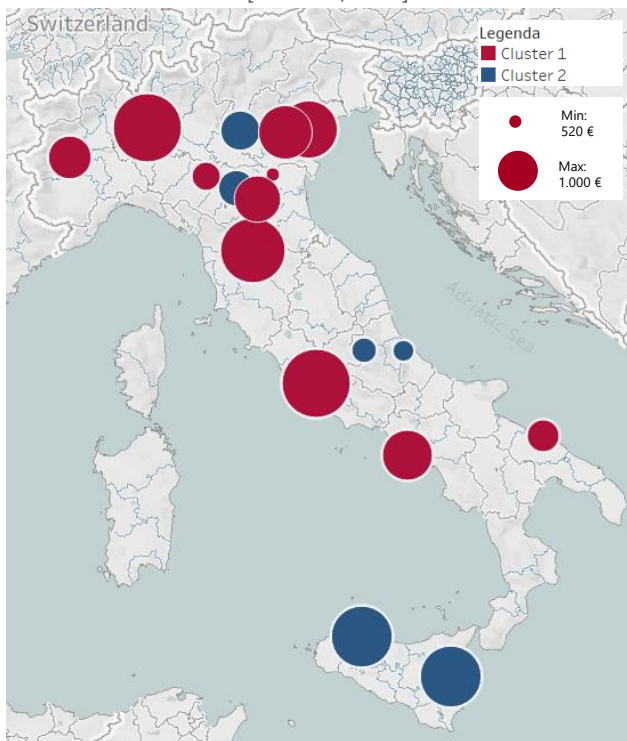 Switzerland
Legenda
Cluster 1
Cluster 2
Min:
520 €
Max:
1.000 €
Adriatic Sea